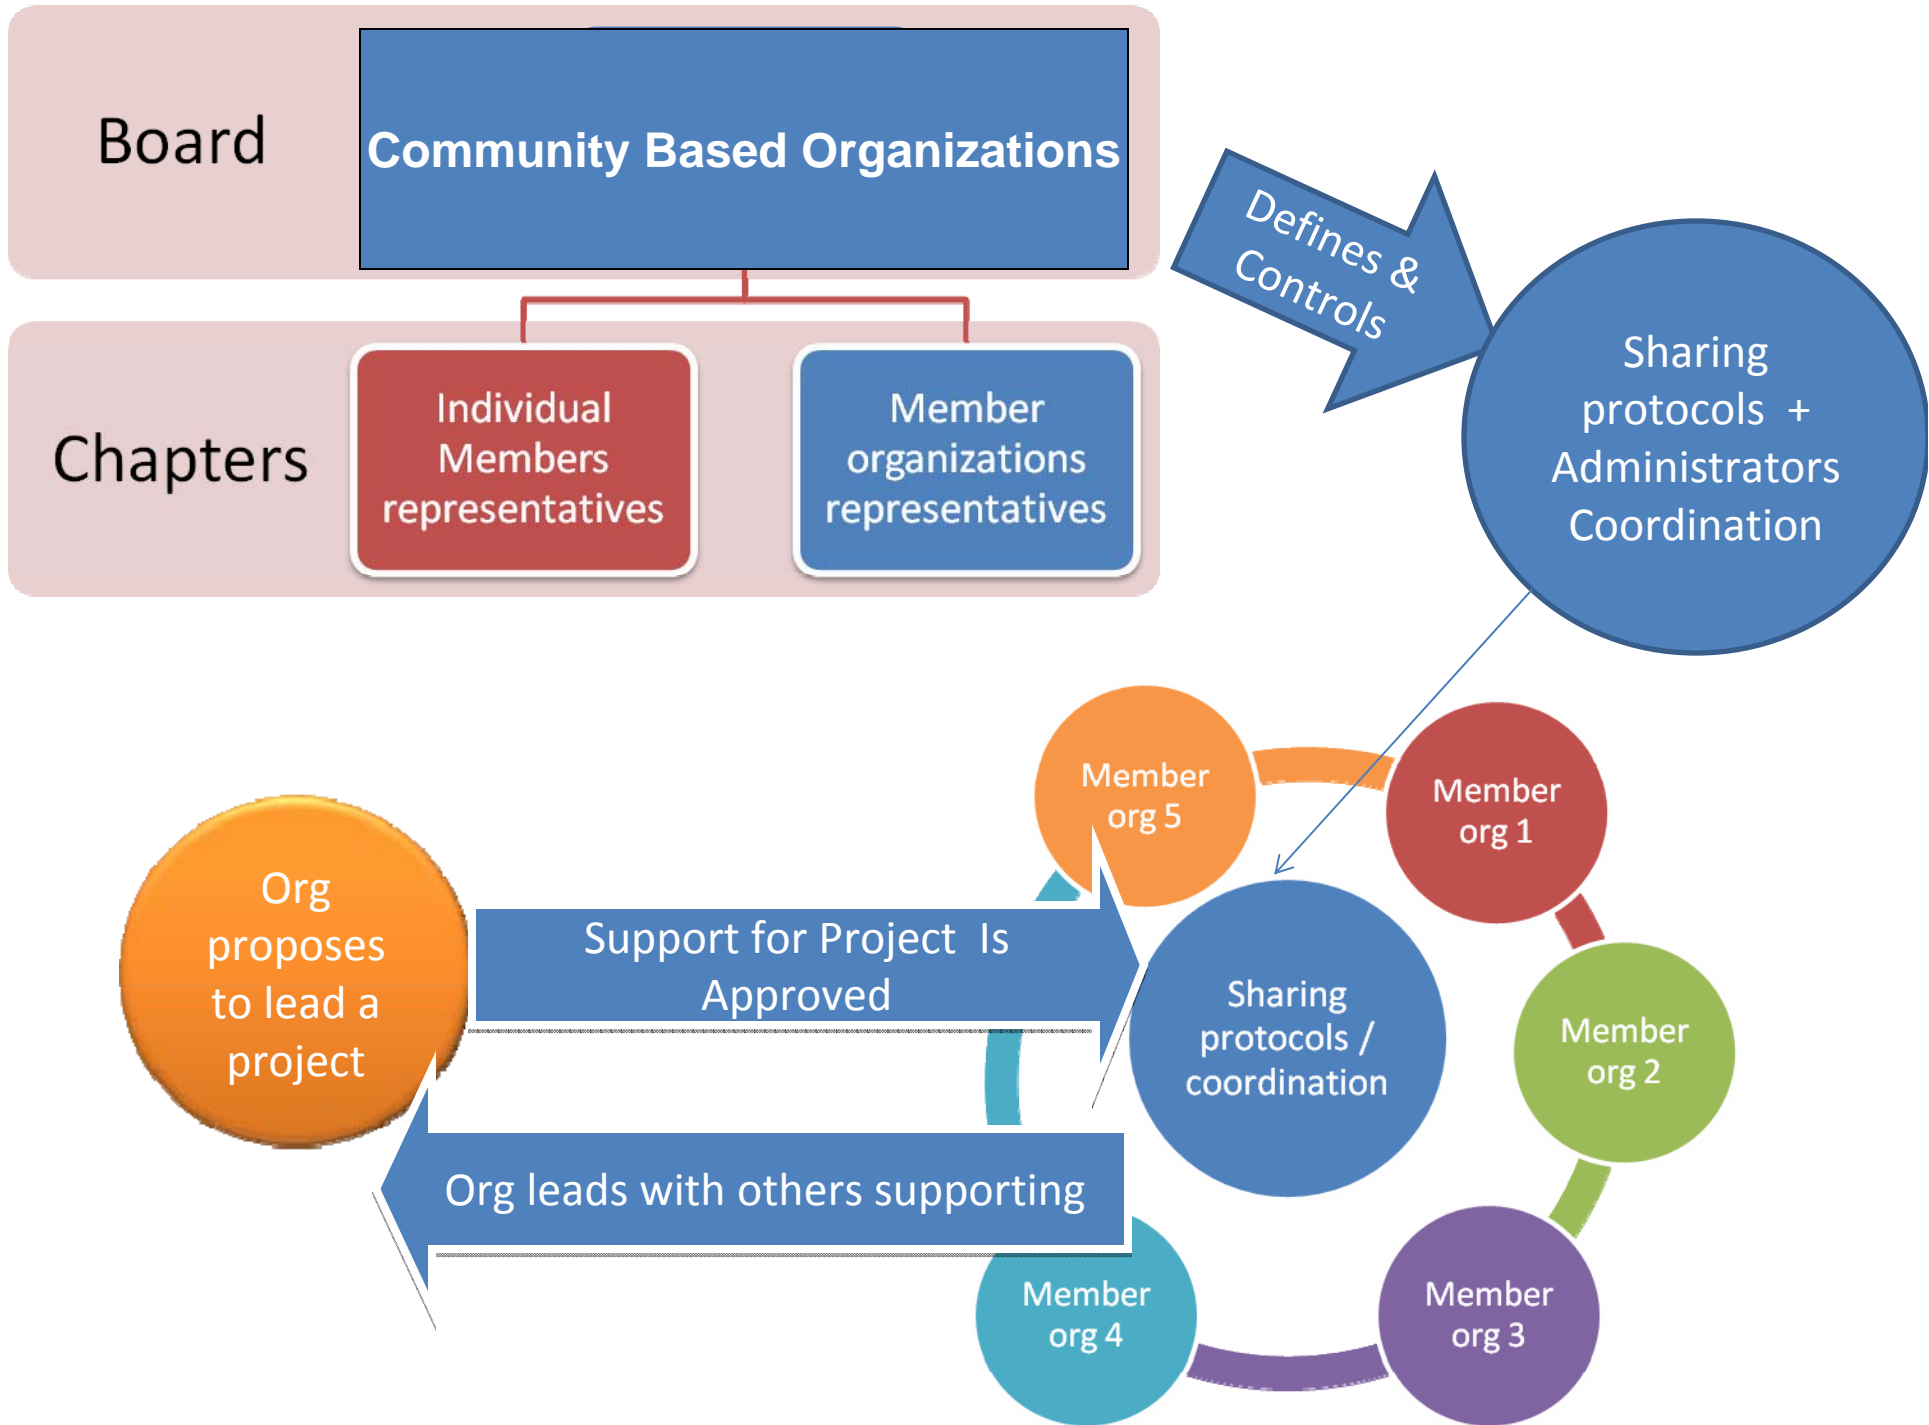 Board
Community Based Organizations
Defines &
Controls
Chapters
Individual
Members
representatives
Member
organizations
representatives
Sharing
protocols +
Administrators
Coordination
Org
proposes
to lead a
project
Support for Project Is
Approved
Org leads with others supporting
Member
org 5
Member
org 1
Sharing
protocols /
coordination
Member
org 2
Member
org 4
Member
org 3